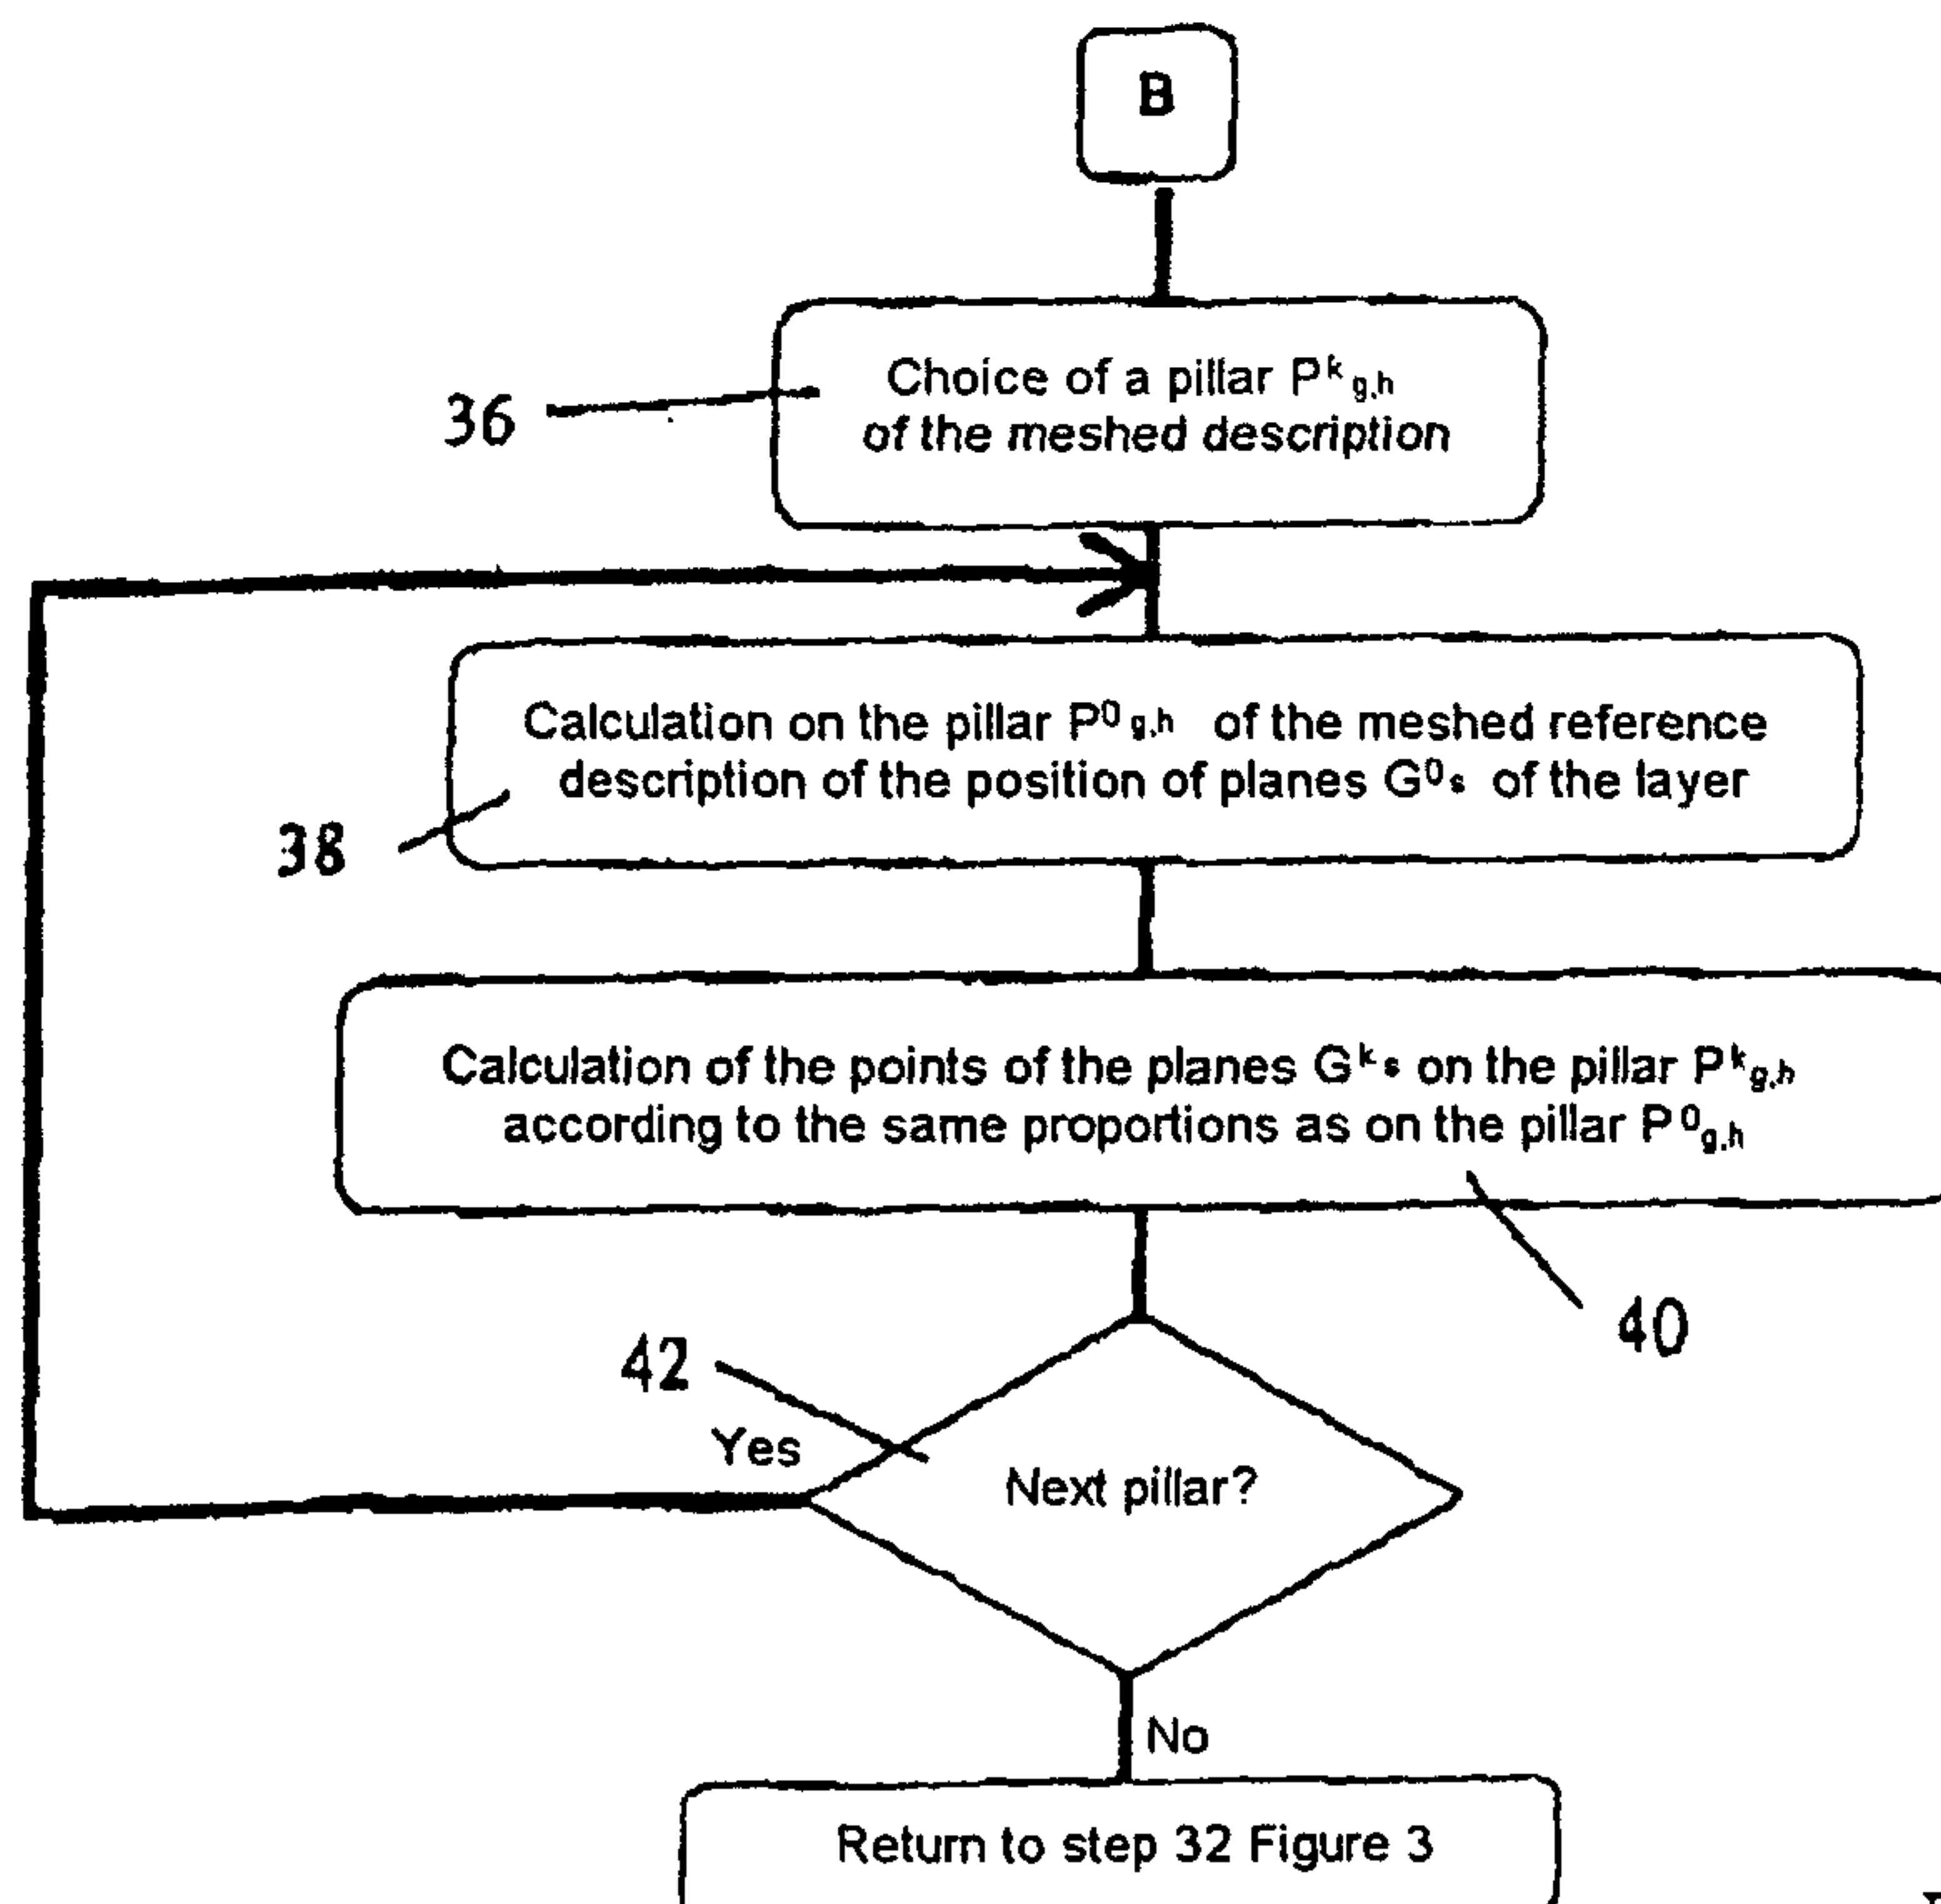 B
Choice of a pillar Pᵏg,h
of the meshed description
36
Calculation on the pillar P⁰g,h of the meshed reference
description of the position of planes G⁰s of the layer
38
Calculation of the points of the planes Gᵏs on the pillar Pᵏg,h
according to the same proportions as on the pillar P⁰g,h
40
42
Yes
Next pillar?
No
Return to step 32 Figure 3